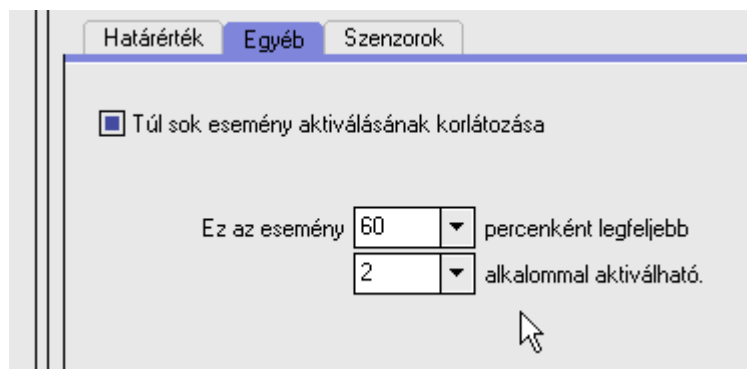 Határérték Egyéb Szenzorok
Túl sok esemény aktiválásának korlátozása
Ez az esemény 60 percenként legfeljebb
2 alkalommal aktiválható.